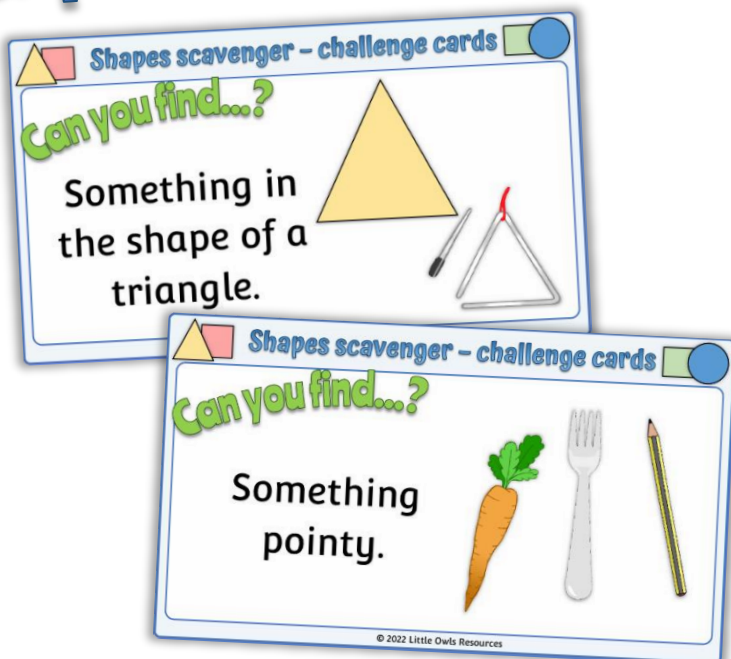 Shapes scavenger – challenge cards
Can you find...?
Something in
the shape of a
triangle.
Shapes scavenger – challenge cards
Can you find...?
Something
pointy.
© 2022 Little Owls Resources